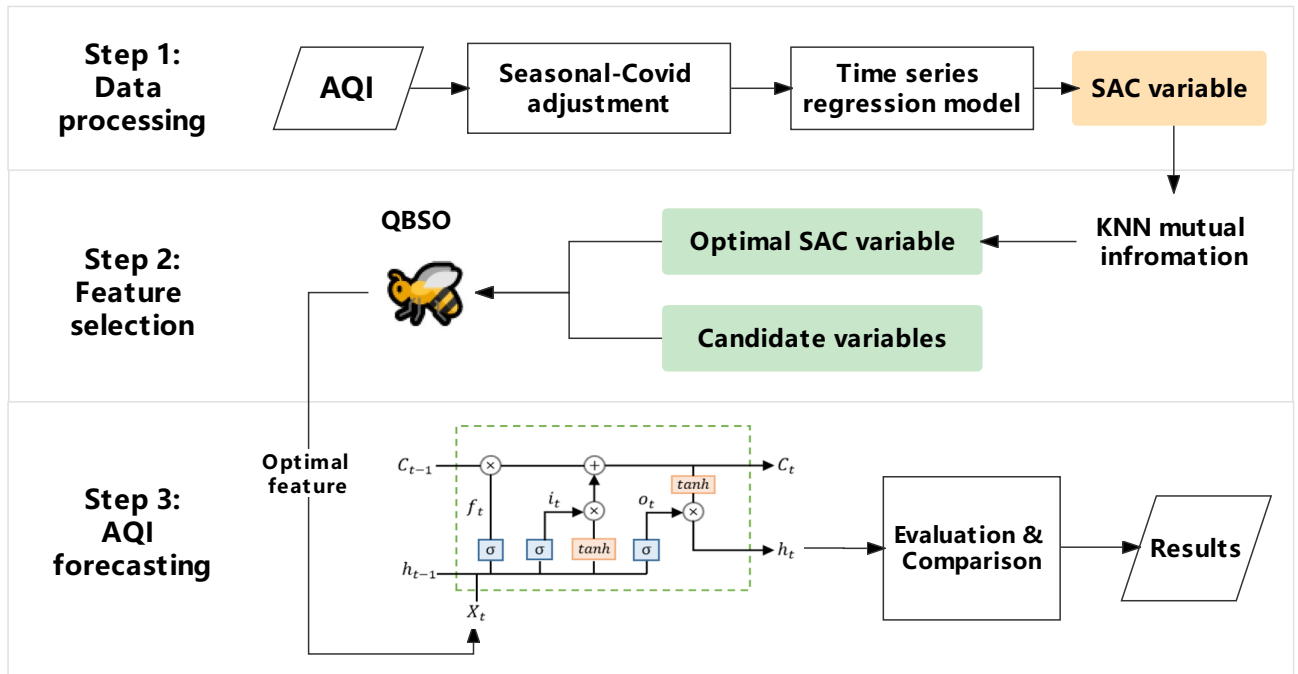 Step 1:
Data
processing
AQI
Seasonal-Covid
adjustment
Time series
regression model
SAC variable
Step 2:
Feature
selection
QBSO
Optimal SAC variable
KNN mutual
infromation
Candidate variables
Step 3:
AQI
forecasting
Optimal
feature
C_{t-1}
×
+
C_t
tanh
f_t
i_t
×
o_t
×
σ
σ
tanh
σ
h_t
h_{t-1}
X_t
Evaluation &
Comparison
Results